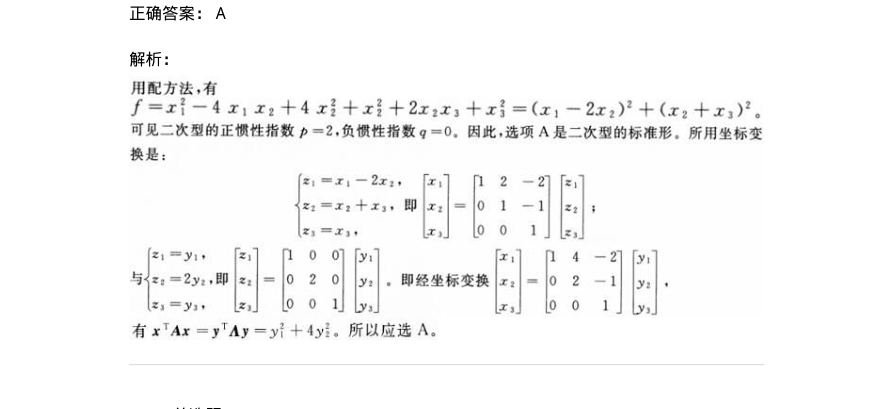 正确答案： A
解析：
用配方法,有
f=x₁²−4x₁x₂+4x₂²+x₂²+2x₂x₃+x₃²=(x₁−2x₂)²+(x₂+x₃)²。
可见二次型的正惯性指数 p=2,负惯性指数 q=0。因此,选项 A 是二次型的标准形。所用坐标变
换是：
{z₁=x₁−2x₂, z₂=x₂+x₃, z₃=x₃, 即 [x₁ x₂ x₃] = [1 2 −2 0 1 −1 0 0 1] [z₁ z₂ z₃] ;
与{z₁=y₁, z₂=2y₂, z₃=y₃, 即 [z₁ z₂ z₃] = [1 0 0 0 2 0 0 0 1] [y₁ y₂ y₃] 。即经坐标变换 [x₁ x₂ x₃] = [1 4 −2 0 2 −1 0 0 1] [y₁ y₂ y₃] ,
有 xᵀAx=yᵀΛy=y₁²+4y₂²。所以应选 A。